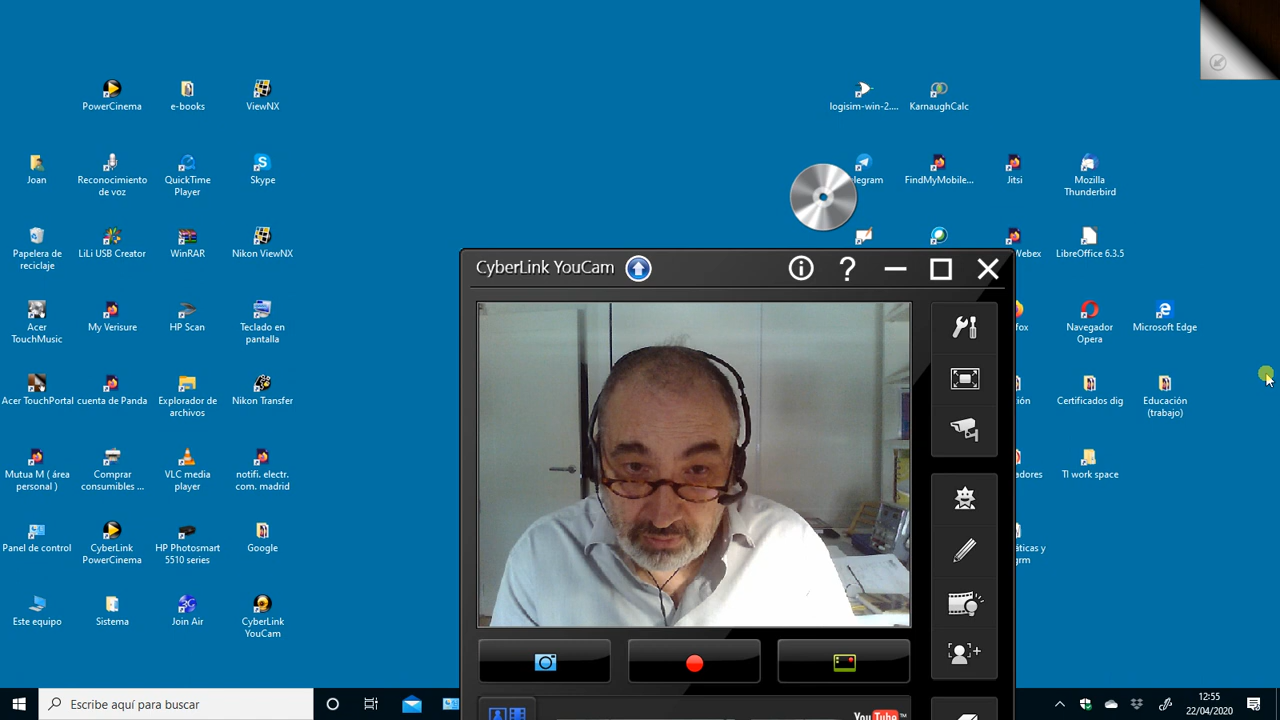 PowerCinema
e-books
ViewNX
logisim-win-2....
KarnaughCalc
Joan
Reconocimiento
de voz
QuickTime
Player
Skype
legram
FindMyMobile...
Jitsi
Mozilla
Thunderbird
Papelera de
reciclaje
LiLi USB Creator
WinRAR
Nikon ViewNX
Webex
LibreOffice 6.3.5
CyberLink YouCam
Acer
TouchMusic
My Verisure
HP Scan
Teclado en
pantalla
fox
Navegador
Opera
Microsoft Edge
Acer TouchPortal
cuenta de Panda
Explorador de
archivos
Nikon Transfer
ión
Certificados dig
Educación
(trabajo)
Mutua M ( área
personal )
Comprar
consumibles ...
VLC media
player
notifi. electr.
com. madrid
adores
TI work space
Panel de control
CyberLink
PowerCinema
HP Photosmart
5510 series
Google
áticas y
grm
Este equipo
Sistema
Join Air
CyberLink
YouCam
YouTube™
Escribe aquí para buscar
12:55
22/04/2020